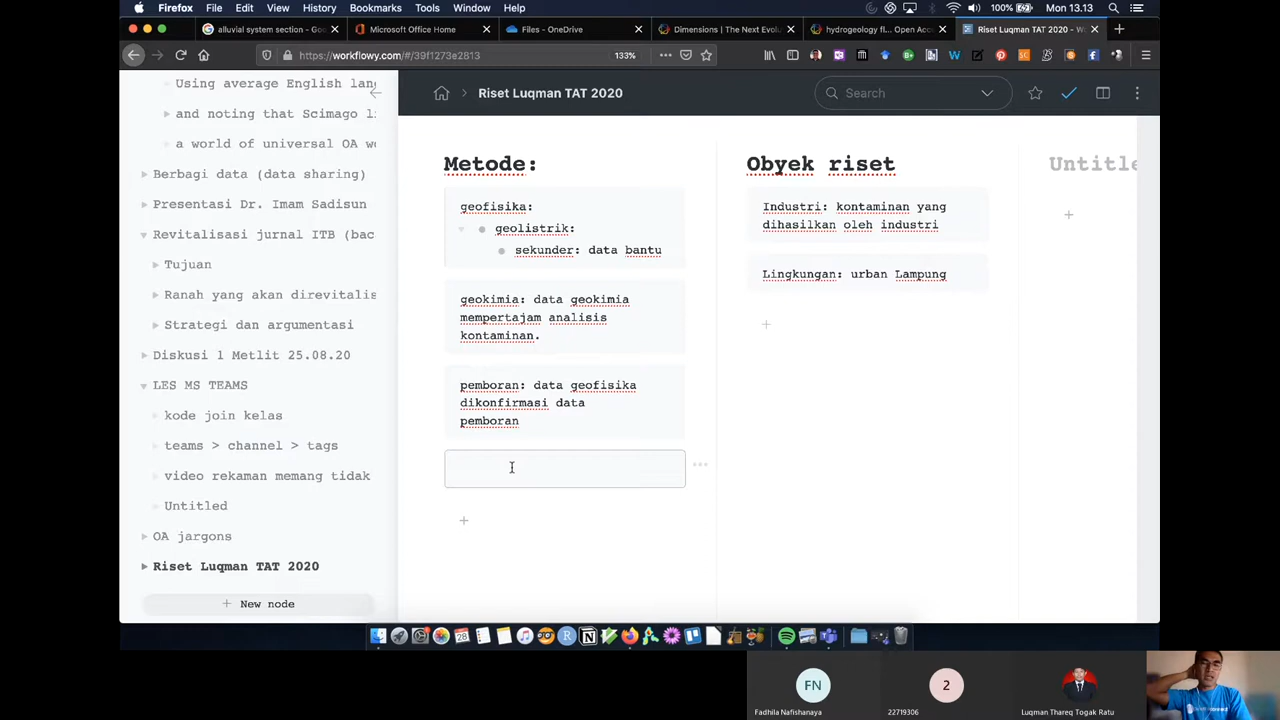 Firefox File Edit View History Bookmarks Tools Window Help
100% Mon 13.13
alluvial system section - Goo
Microsoft Office Home
Files - OneDrive
Dimensions | The Next Evolu
hydrogeology fl... Open Acce
Riset Luqman TAT 2020 - W
https://workflowy.com/#/39f1273e2813
133%
Using average English lang
and noting that Scimago li
a world of universal OA wo
Berbagi data (data sharing)
Presentasi Dr. Imam Sadisun
Revitalisasi jurnal ITB (bac
Tujuan
Ranah yang akan direvitalis
Strategi dan argumentasi
Diskusi 1 Metlit 25.08.20
LES MS TEAMS
kode join kelas
teams > channel > tags
video rekaman memang tidak
Untitled
OA jargons
Riset Luqman TAT 2020
+ New node
> Riset Luqman TAT 2020
Search
Metode:
geofisika:
geolistrik:
sekunder: data bantu
geokimia: data geokimia
mempertajam analisis
kontaminan.
pemboran: data geofisika
dikonfirmasi data
pemboran
+
Obyek riset
Industri: kontaminan yang
dihasilkan oleh industri
Lingkungan: urban Lampung
+
Untitle
+
28
FN
Fadhila Nafishanaya
2
22719306
Luqman Thareq Togak Ratu